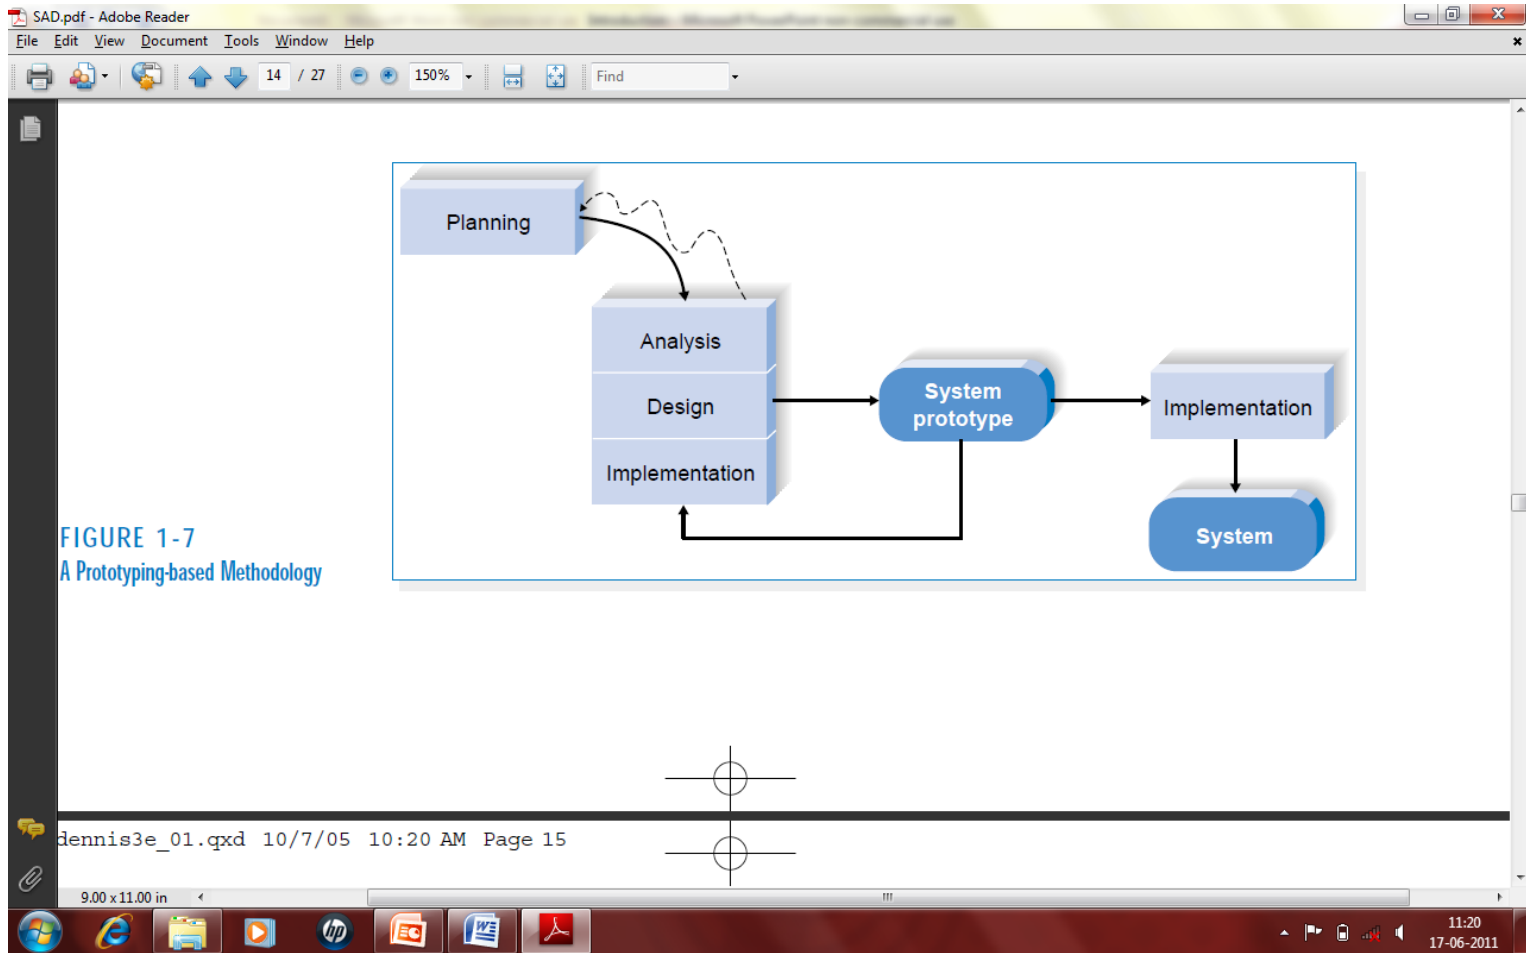 SAD.pdf - Adobe Reader
File Edit View Document Tools Window Help
14 / 27 150% Find
Planning
Analysis
Design
Implementation
System
prototype
Implementation
System
FIGURE 1-7
A Prototyping-based Methodology
dennis3e_01.qxd 10/7/05 10:20 AM Page 15
9.00 x 11.00 in
hp
11:20
17-06-2011